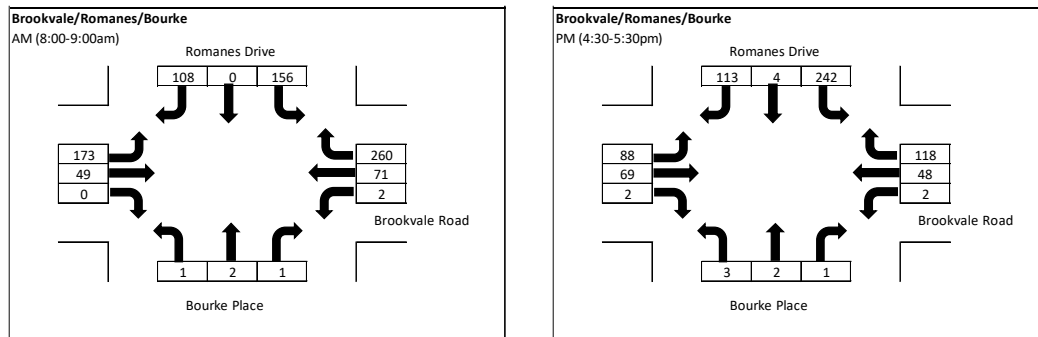 Brookvale/Romanes/Bourke
AM (8:00-9:00am)
Romanes Drive
108 0 156
173
49
0
260
71
2
Brookvale Road
1 2 1
Bourke Place
Brookvale/Romanes/Bourke
PM (4:30-5:30pm)
Romanes Drive
113 4 242
88
69
2
118
48
2
Brookvale Road
3 2 1
Bourke Place